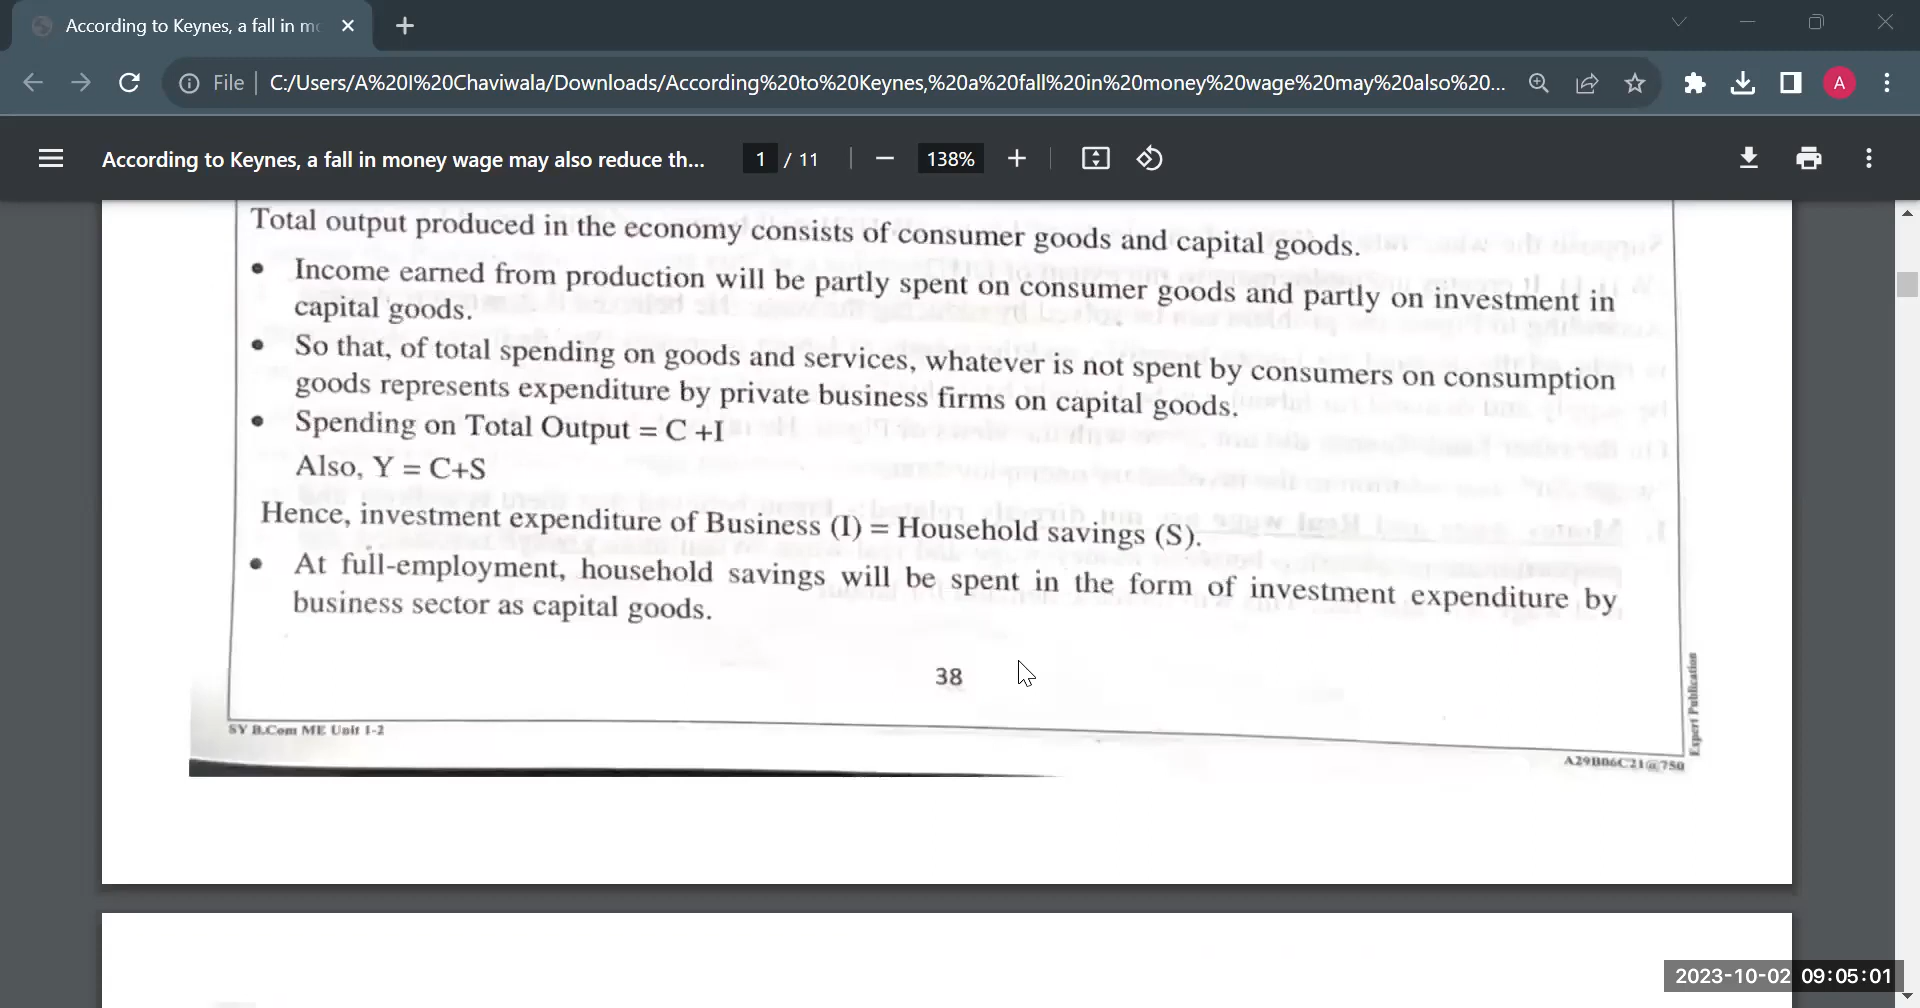 According to Keynes, a fall in mo
File
C:/Users/A%20I%20Chaviwala/Downloads/According%20to%20Keynes,%20a%20fall%20in%20money%20wage%20may%20also%20...
A
According to Keynes, a fall in money wage may also reduce th...
1 / 11
138%
Total output produced in the economy consists of consumer goods and capital goods.
• Income earned from production will be partly spent on consumer goods and partly on investment in
capital goods.
• So that, of total spending on goods and services, whatever is not spent by consumers on consumption
goods represents expenditure by private business firms on capital goods.
• Spending on Total Output = C +I
Also, Y = C+S
Hence, investment expenditure of Business (I) = Household savings (S).
• At full-employment, household savings will be spent in the form of investment expenditure by
business sector as capital goods.
38
SY B.Com ME Unit 1-2
Expert Publication
A29B06C21@750
2023-10-02 09:05:01